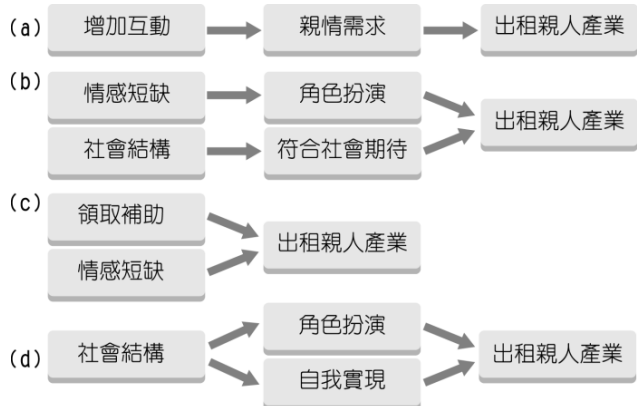 (a) 增加互動 親情需求 出租親人產業
(b) 情感短缺 角色扮演
出租親人產業
社會結構 符合社會期待
(c) 領取補助
出租親人產業
情感短缺
角色扮演
(d) 社會結構 出租親人產業
自我實現